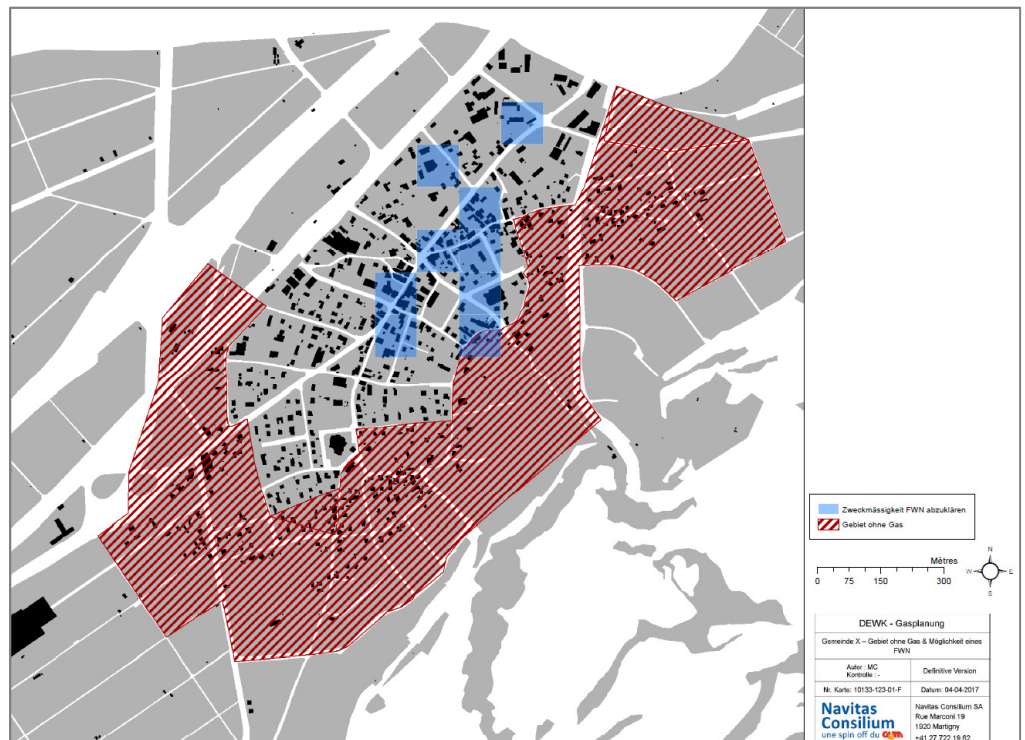 Zweckmässigkeit FWN abzuklären
Gebiet ohne Gas
Mètres
0 75 150 300
N
W E
S
DEWK - Gasplanung
Gemeinde X – Gebiet ohne Gas & Möglichkeit eines
FWN
Autor : MC
Kontrolle : -
Definitive Version
Nr. Karte: 10133-123-01-F
Datum: 04-04-2017
Navitas
Consilium
une spin off du
Navitas Consilium SA
Rue Marconi 19
1920 Martigny
+41 27 722 19 62